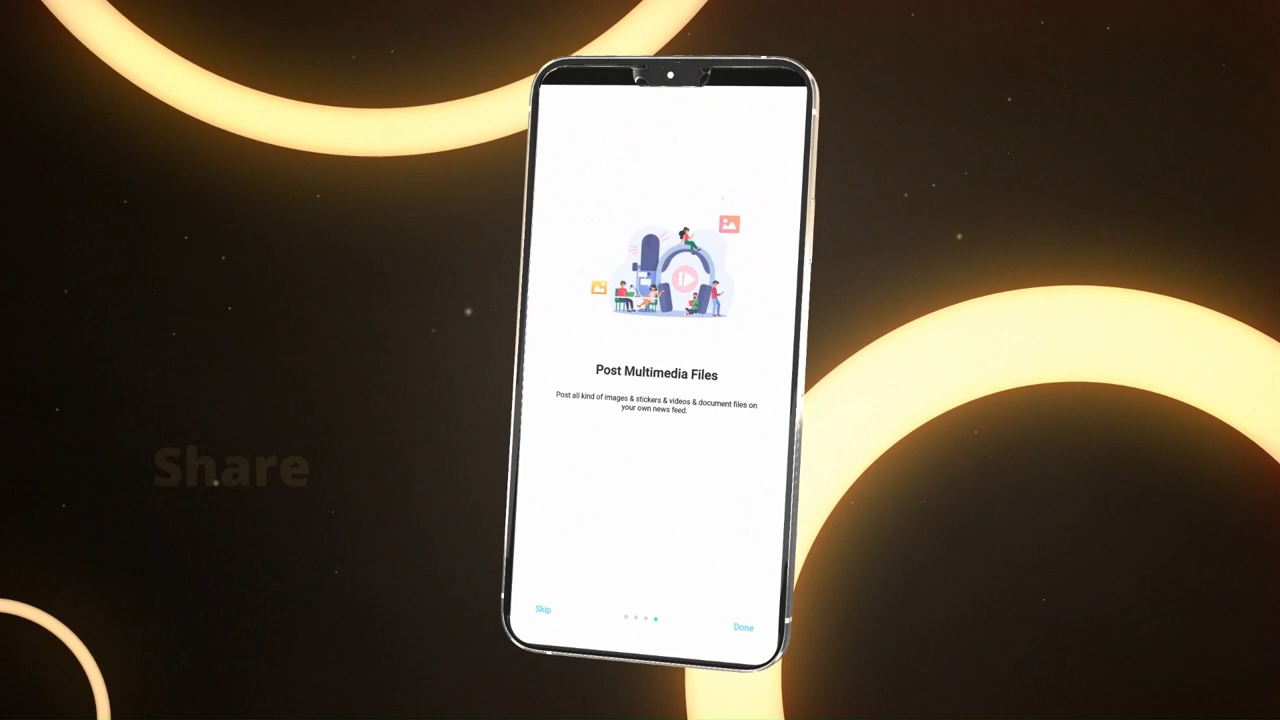 Post Multimedia Files
Post all kind of images & stickers & videos & document files on
your own news feed.
Share
Skip
Done